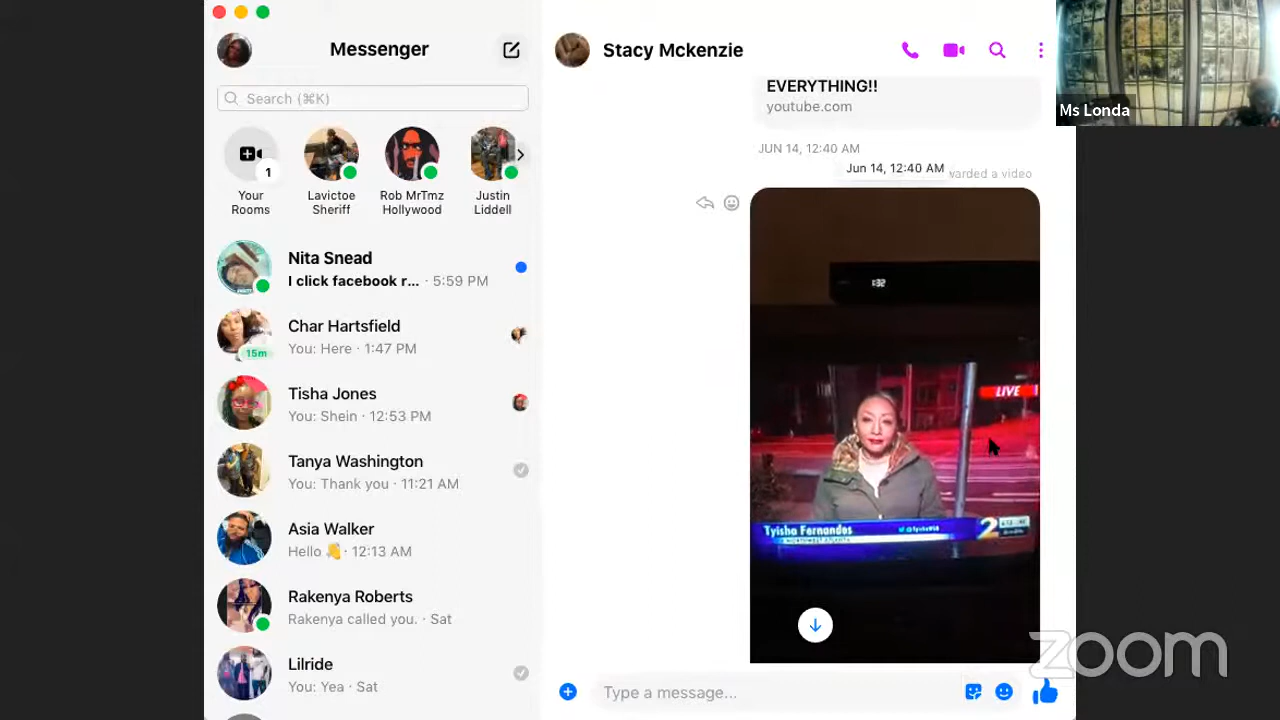 Messenger
Search (⌘K)
1
Your
Rooms
Lavictoe
Sheriff
Rob MrTmz
Hollywood
Justin
Liddell
Nita Snead
I click facebook r... · 5:59 PM
Char Hartsfield
You: Here · 1:47 PM
15m
Tisha Jones
You: Shein · 12:53 PM
Tanya Washington
You: Thank you · 11:21 AM
Asia Walker
Hello 👋 · 12:13 AM
Rakenya Roberts
Rakenya called you. · Sat
Lilride
You: Yea · Sat
Stacy Mckenzie
EVERYTHING!!
youtube.com
JUN 14, 12:40 AM
Jun 14, 12:40 AM
warded a video
LIVE
Tyisha Fernandes
NORTHWEST ATLANTA
2
Type a message...
Ms Londa
zoom